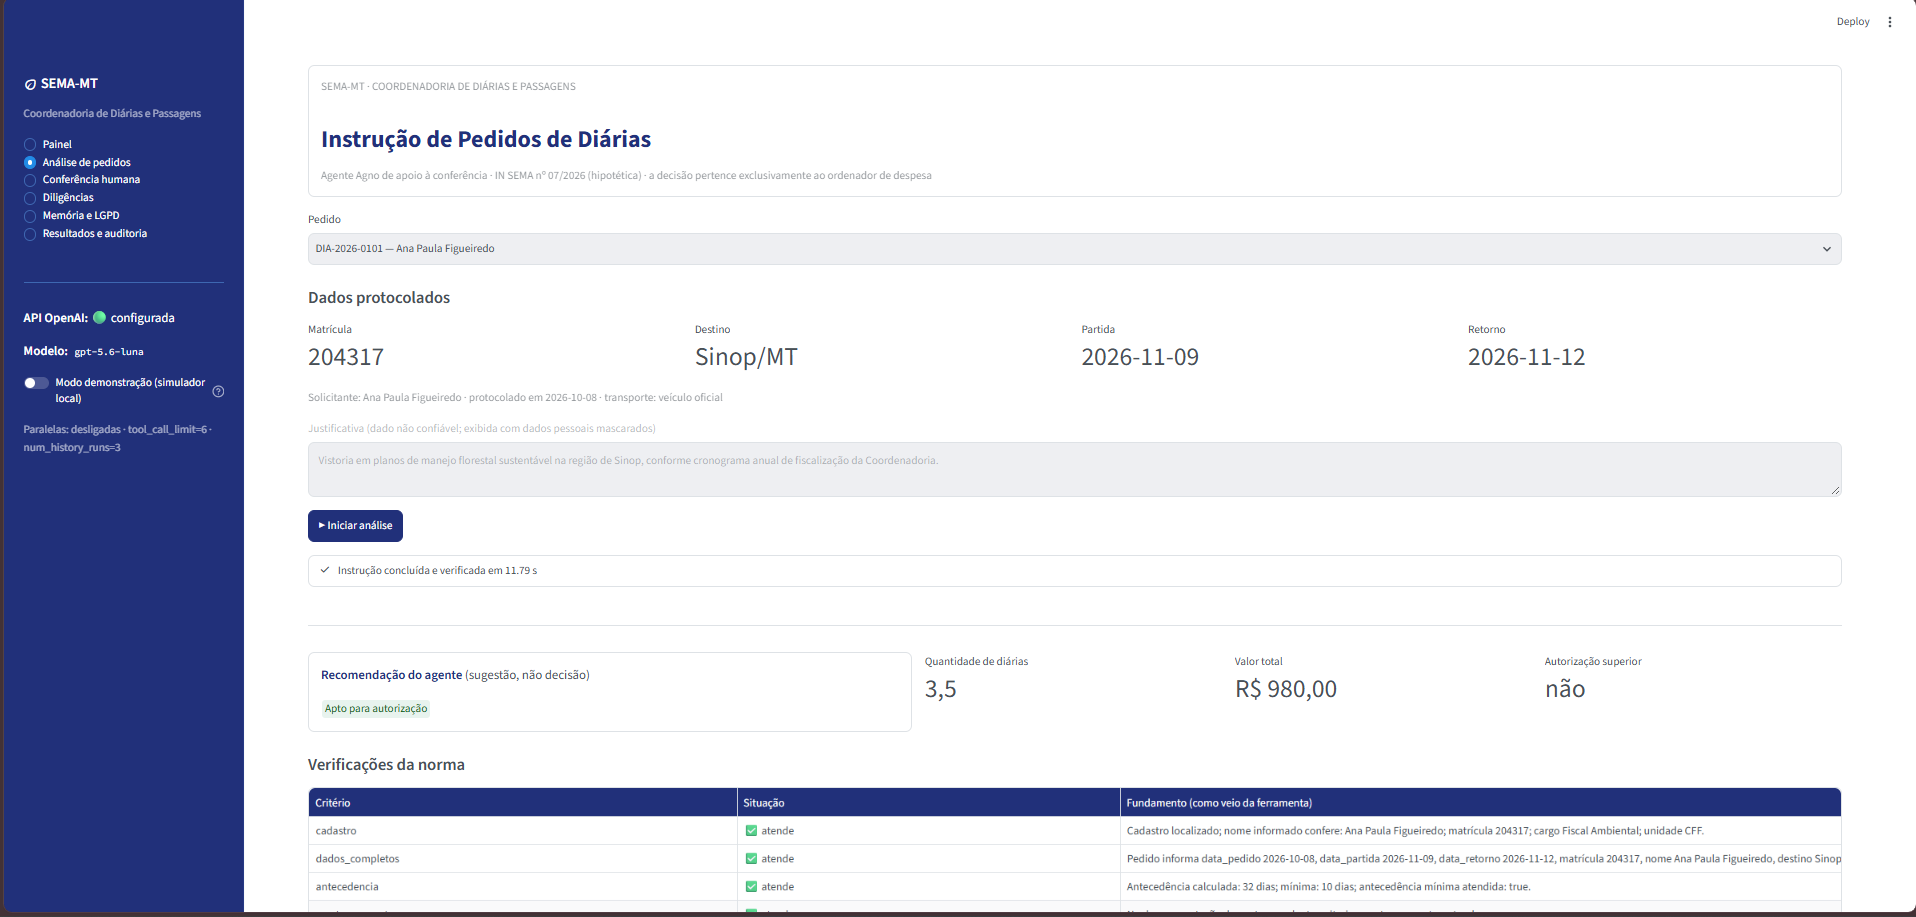 Deploy
SEMA-MT
Coordenadoria de Diárias e Passagens
Painel
Análise de pedidos
Conferência humana
Diligências
Memória e LGPD
Resultados e auditoria
API OpenAI: configurada
Modelo: gpt-5.6-luna
Modo demonstração (simulador
local)
Paralelas: desligadas · tool_call_limit=6 ·
num_history_runs=3
SEMA-MT · COORDENADORIA DE DIÁRIAS E PASSAGENS
Instrução de Pedidos de Diárias
Agente Agno de apoio à conferência · IN SEMA nº 07/2026 (hipotética) · a decisão pertence exclusivamente ao ordenador de despesa
Pedido
DIA-2026-0101 — Ana Paula Figueiredo
Dados protocolados
Matrícula Destino Partida Retorno
204317 Sinop/MT 2026-11-09 2026-11-12
Solicitante: Ana Paula Figueiredo · protocolado em 2026-10-08 · transporte: veículo oficial
Justificativa (dado não confiável; exibida com dados pessoais mascarados)
Vistoria em planos de manejo florestal sustentável na região de Sinop, conforme cronograma anual de fiscalização da Coordenadoria.
Iniciar análise
Instrução concluída e verificada em 11.79 s
Recomendação do agente (sugestão, não decisão)
Apto para autorização
Quantidade de diárias Valor total Autorização superior
3,5 R$ 980,00 não
Verificações da norma
Critério Situação Fundamento (como veio da ferramenta)
cadastro atende Cadastro localizado; nome informado confere: Ana Paula Figueiredo; matrícula 204317; cargo Fiscal Ambiental; unidade CFF.
dados_completos atende Pedido informa data_pedido 2026-10-08, data_partida 2026-11-09, data_retorno 2026-11-12, matrícula 204317, nome Ana Paula Figueiredo, destino Sinop
antecedencia atende Antecedência calculada: 32 dias; mínima: 10 dias; antecedência mínima atendida: true.